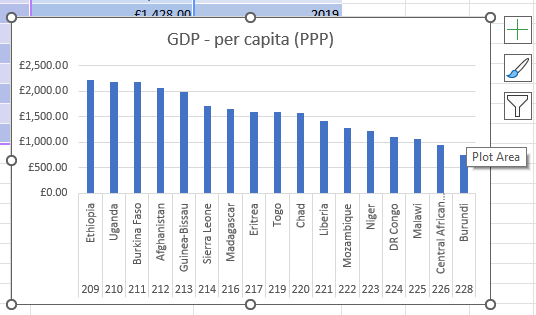 £1,428.00 2019
GDP - per capita (PPP)
£2,500.00
£2,000.00
£1,500.00
£1,000.00
£500.00
£0.00
Ethiopia
Uganda
Burkina Faso
Afghanistan
Guinea-Bissau
Sierra Leone
Madagascar
Eritrea
Togo
Chad
Liberia
Mozambique
Niger
DR Congo
Malawi
Central African…
Burundi
209 210 211 212 213 214 216 217 219 220 221 222 223 224 225 226 228
Plot Area